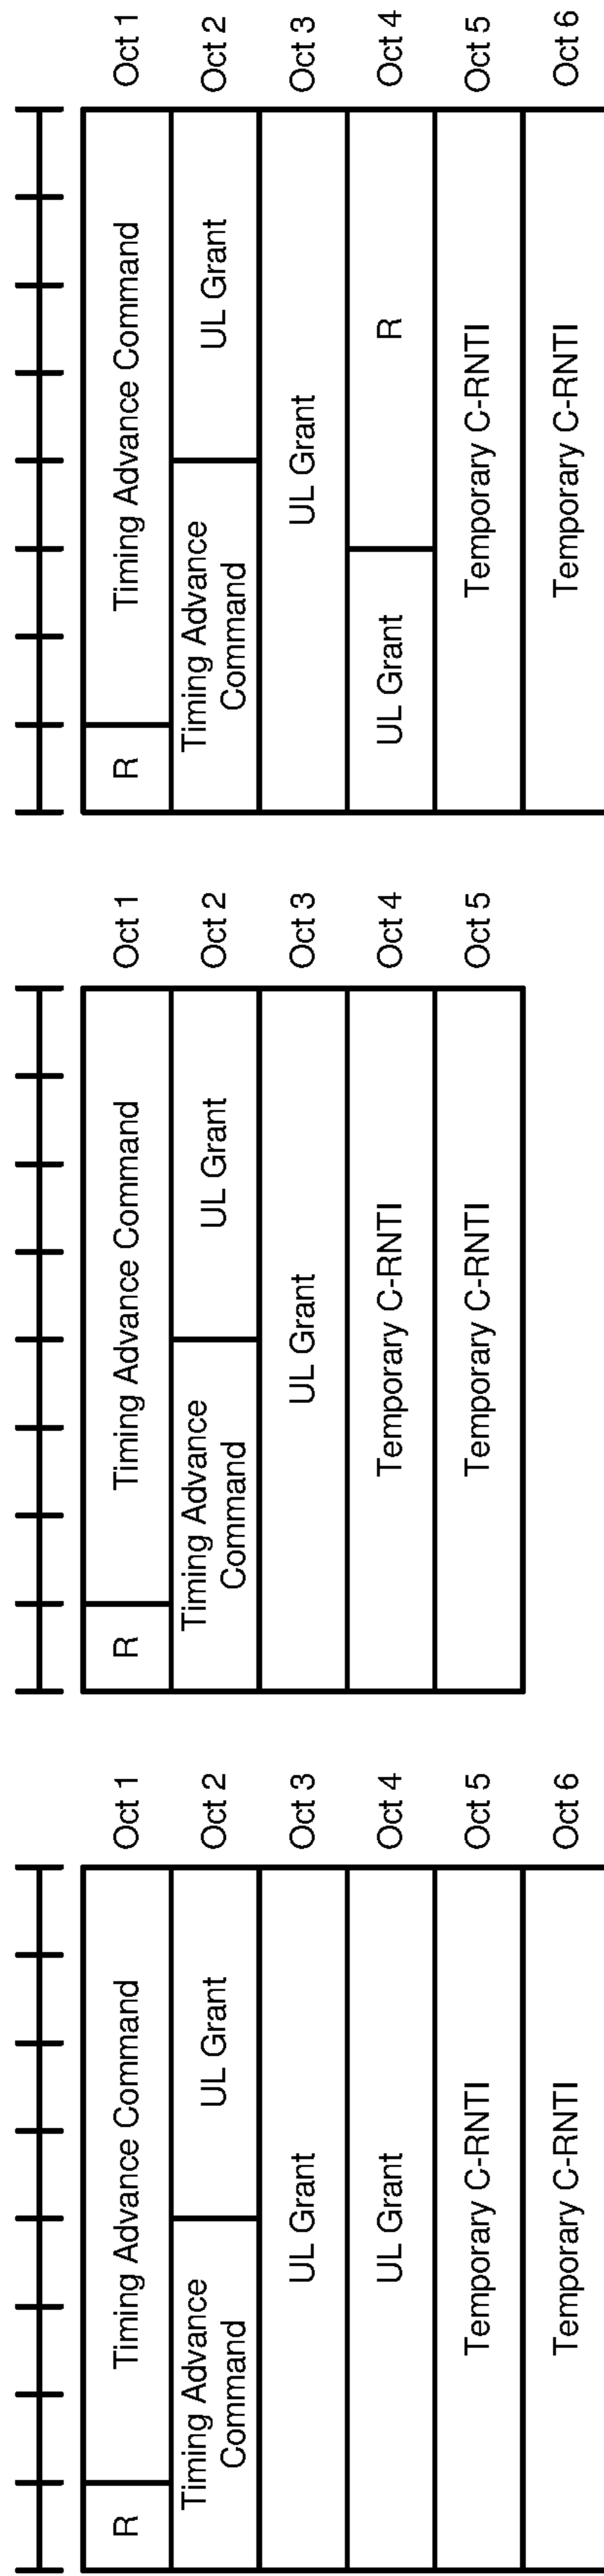 R
Timing Advance Command
Oct 1
Timing Advance
Command
UL Grant
Oct 2
UL Grant
Oct 3
UL Grant
Oct 4
Temporary C-RNTI
Oct 5
Temporary C-RNTI
Oct 6
R
Timing Advance Command
Oct 1
Timing Advance
Command
UL Grant
Oct 2
UL Grant
Oct 3
Temporary C-RNTI
Oct 4
Temporary C-RNTI
Oct 5
R
Timing Advance Command
Oct 1
Timing Advance
Command
UL Grant
Oct 2
UL Grant
Oct 3
UL Grant
R
Oct 4
Temporary C-RNTI
Oct 5
Temporary C-RNTI
Oct 6